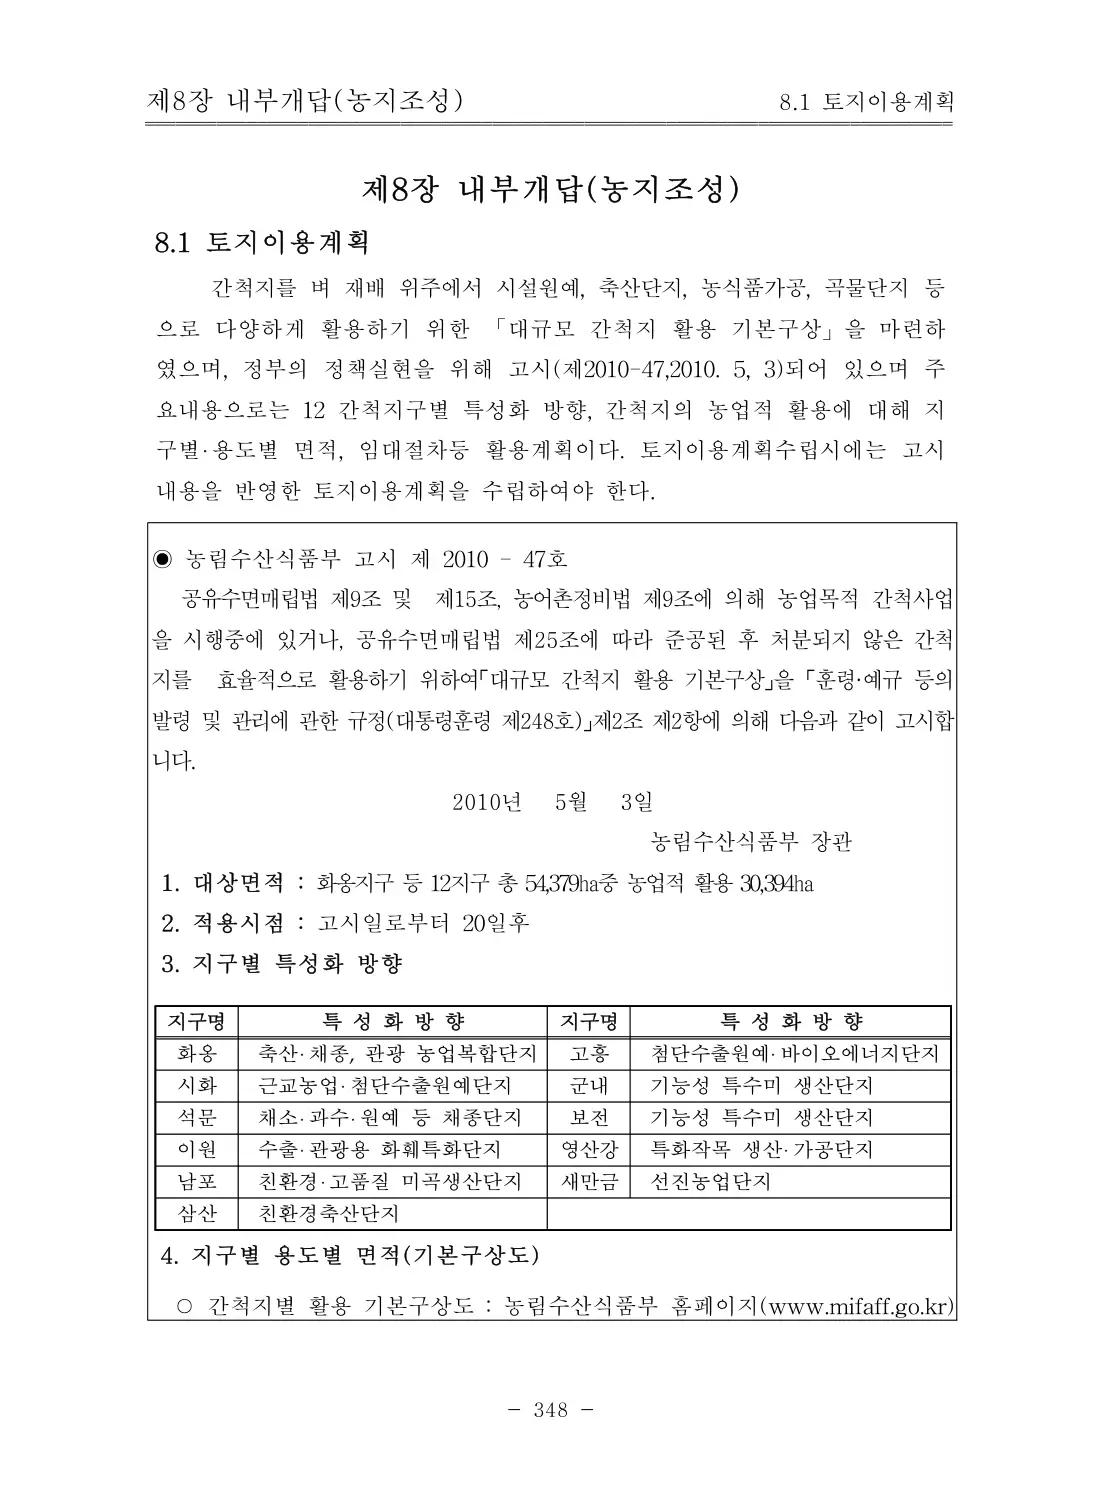 제8장 내부개답(농지조성) 8.1 토지이용계획
제8장 내부개답(농지조성)
8.1 토지이용계획
간척지를 벼 재배 위주에서 시설원예, 축산단지, 농식품가공, 곡물단지 등
으로 다양하게 활용하기 위한 「대규모 간척지 활용 기본구상」을 마련하
였으며, 정부의 정책실현을 위해 고시(제2010-47,2010. 5, 3)되어 있으며 주
요내용으로는 12 간척지구별 특성화 방향, 간척지의 농업적 활용에 대해 지
구별·용도별 면적, 임대절차등 활용계획이다. 토지이용계획수립시에는 고시
내용을 반영한 토지이용계획을 수립하여야 한다.
◉ 농림수산식품부 고시 제 2010 - 47호
공유수면매립법 제9조 및 제15조, 농어촌정비법 제9조에 의해 농업목적 간척사업
을 시행중에 있거나, 공유수면매립법 제25조에 따라 준공된 후 처분되지 않은 간척
지를 효율적으로 활용하기 위하여「대규모 간척지 활용 기본구상」을 「훈령·예규 등의
발령 및 관리에 관한 규정(대통령훈령 제248호)」제2조 제2항에 의해 다음과 같이 고시합
니다.
2010년 5월 3일
농림수산식품부 장관
1. 대상면적 : 화옹지구 등 12지구 총 54,379ha중 농업적 활용 30,394ha
2. 적용시점 : 고시일로부터 20일후
3. 지구별 특성화 방향
지구명 특 성 화 방 향 지구명 특 성 화 방 향
화옹 축산·채종, 관광 농업복합단지 고흥 첨단수출원예·바이오에너지단지
시화 근교농업·첨단수출원예단지 군내 기능성 특수미 생산단지
석문 채소·과수·원예 등 채종단지 보전 기능성 특수미 생산단지
이원 수출·관광용 화훼특화단지 영산강 특화작목 생산·가공단지
남포 친환경·고품질 미곡생산단지 새만금 선진농업단지
삼산 친환경축산단지
4. 지구별 용도별 면적(기본구상도)
○ 간척지별 활용 기본구상도 : 농림수산식품부 홈페이지(www.mifaff.go.kr)
- 348 -